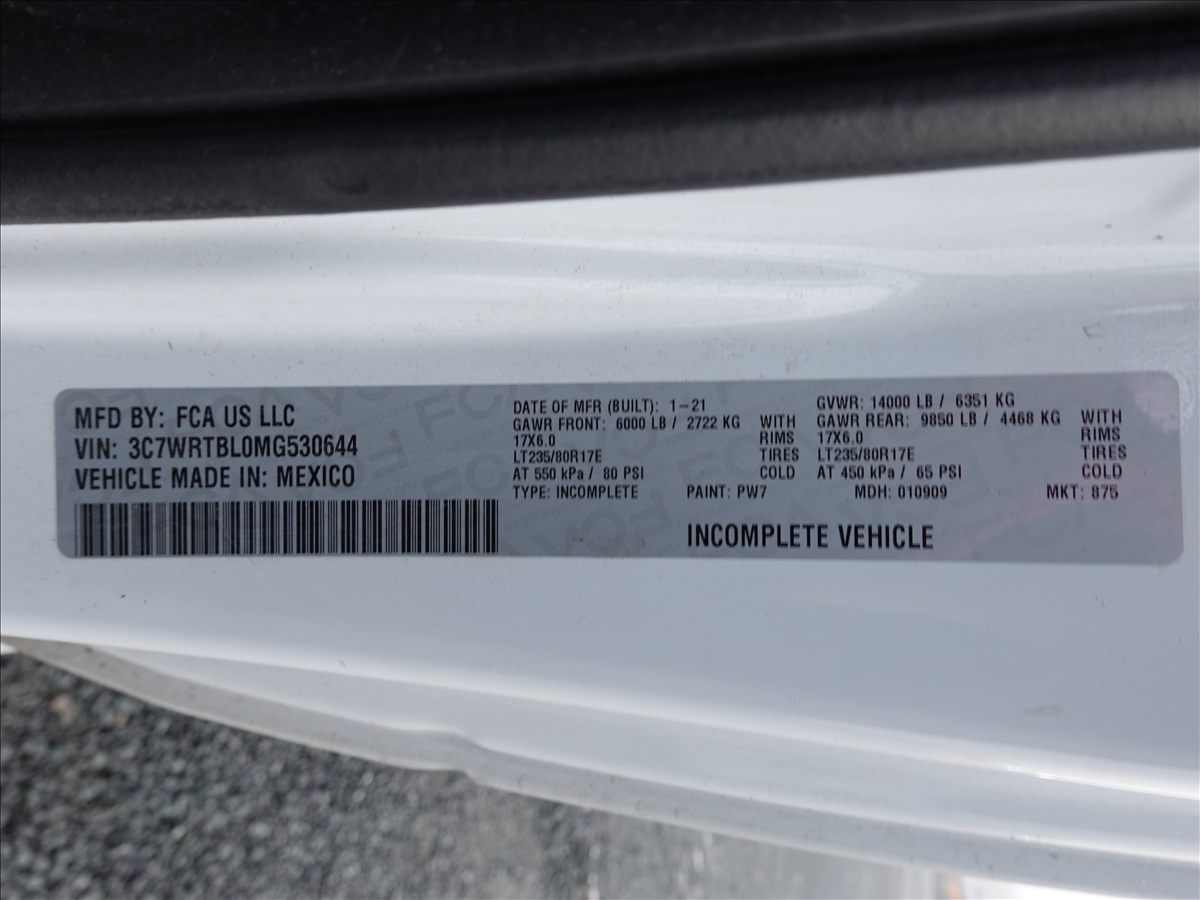 MFD BY: FCA US LLC
VIN: 3C7WRTBL0MG530644
VEHICLE MADE IN: MEXICO
DATE OF MFR (BUILT): 1-21
GAWR FRONT: 6000 LB / 2722 KG WITH
17X6.0 RIMS
LT235/80R17E TIRES
AT 550 kPa / 80 PSI COLD
TYPE: INCOMPLETE
GVWR: 14000 LB / 6351 KG
GAWR REAR: 9850 LB / 4468 KG WITH
17X6.0 RIMS
LT235/80R17E TIRES
AT 450 kPa / 65 PSI COLD
PAINT: PW7 MDH: 010909 MKT: 875
INCOMPLETE VEHICLE